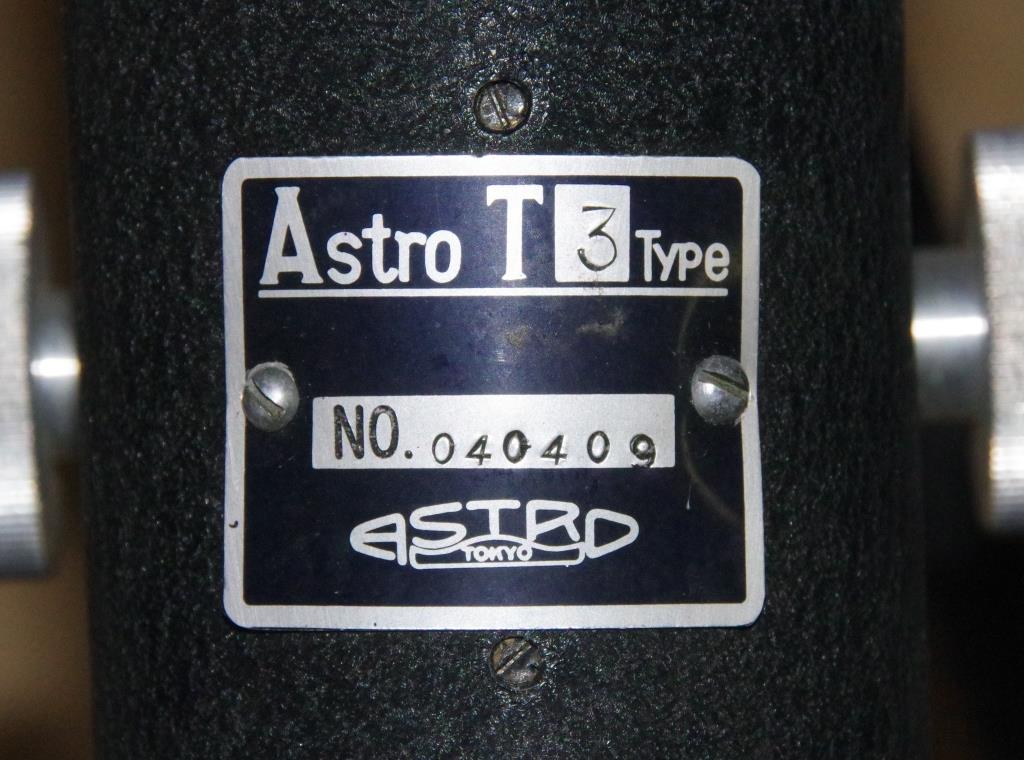 Astro T 3 Type
NO. 040409
ASTRO
TOKYO